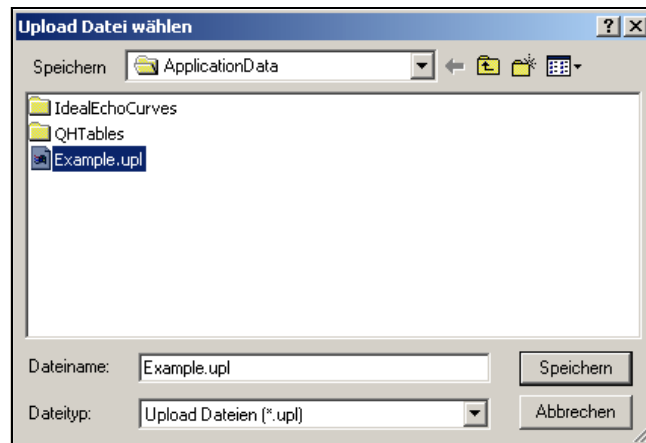 Upload Datei wählen
Speichern ApplicationData
IdealEchoCurves
QHTables
Example.upl
Dateiname: Example.upl Speichern
Dateityp: Upload Dateien (*.upl) Abbrechen